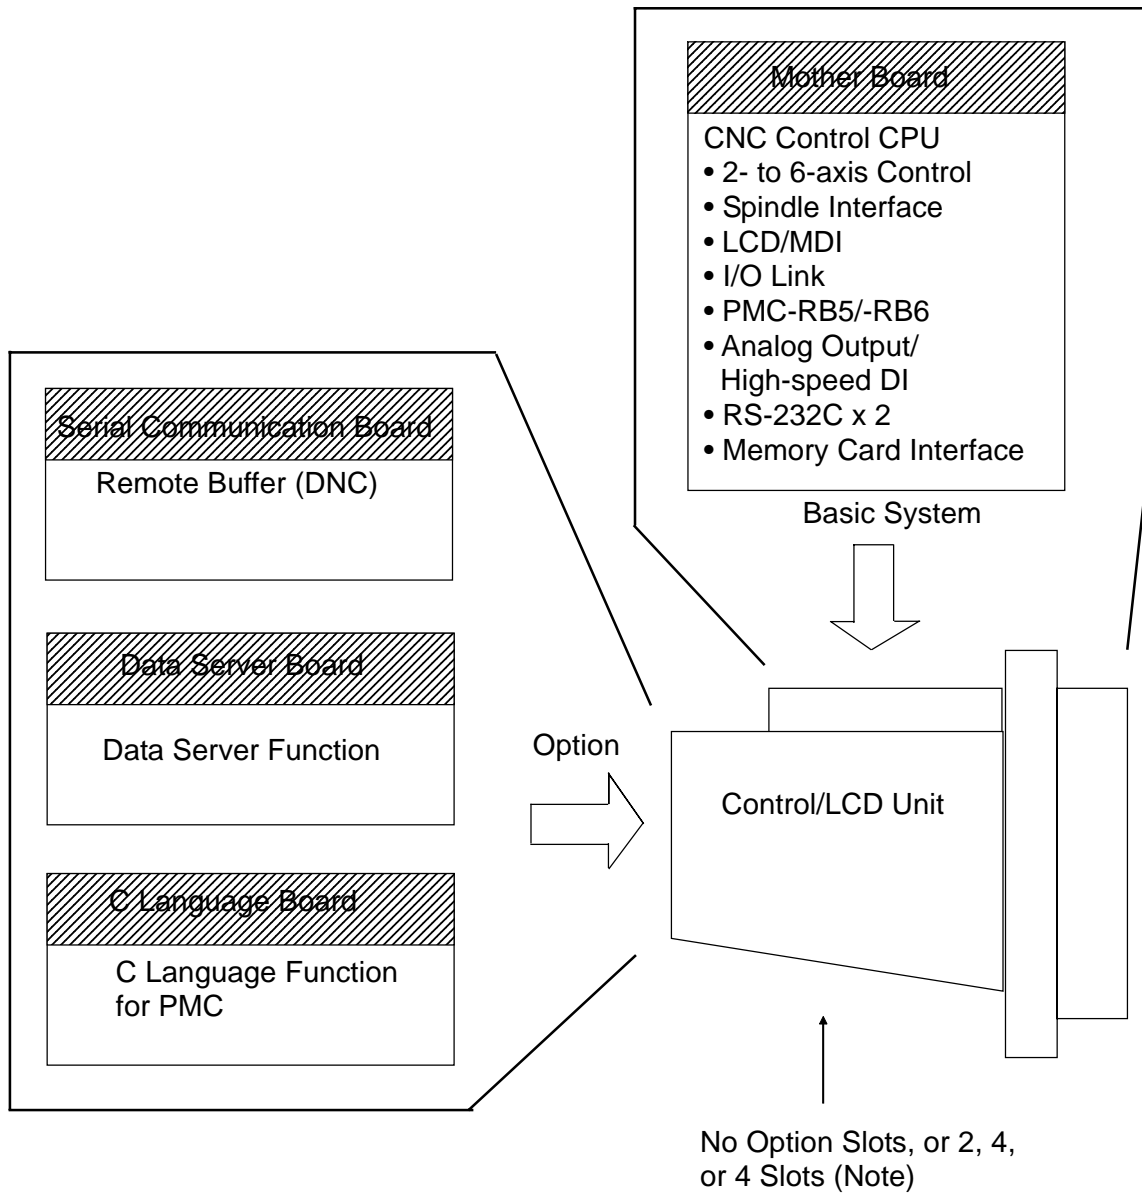 Mother Board
CNC Control CPU
• 2- to 6-axis Control
• Spindle Interface
• LCD/MDI
• I/O Link
• PMC-RB5/-RB6
• Analog Output/
High-speed DI
• RS-232C x 2
• Memory Card Interface
Basic System
Serial Communication Board
Remote Buffer (DNC)
Data Server Board
Data Server Function
C Language Board
C Language Function
for PMC
Option
Control/LCD Unit
No Option Slots, or 2, 4,
or 4 Slots (Note)